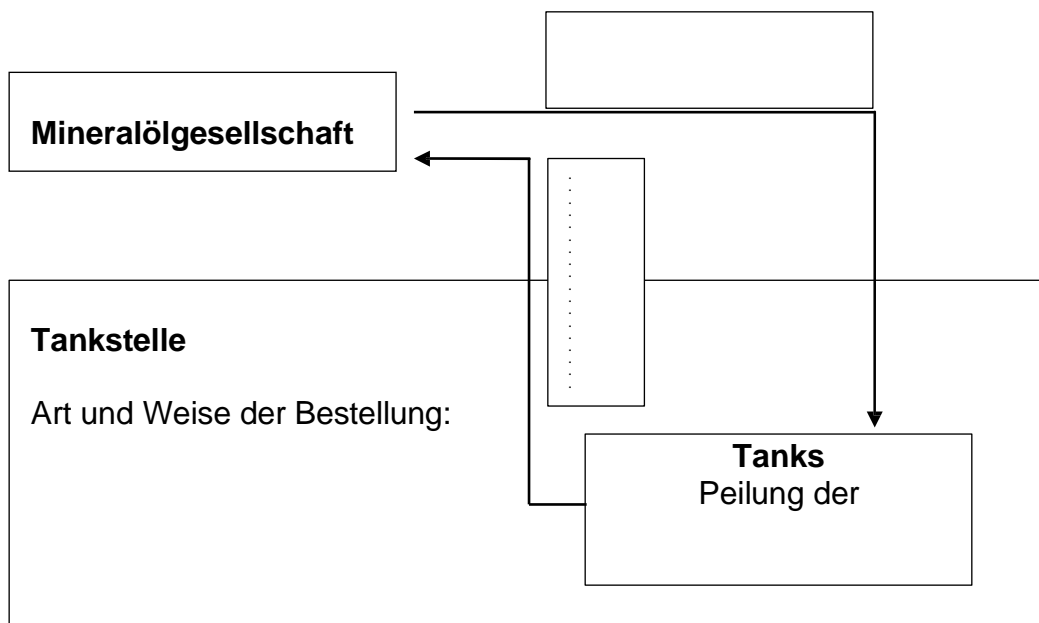 Mineralölgesellschaft
Tankstelle
Art und Weise der Bestellung:
Tanks
Peilung der